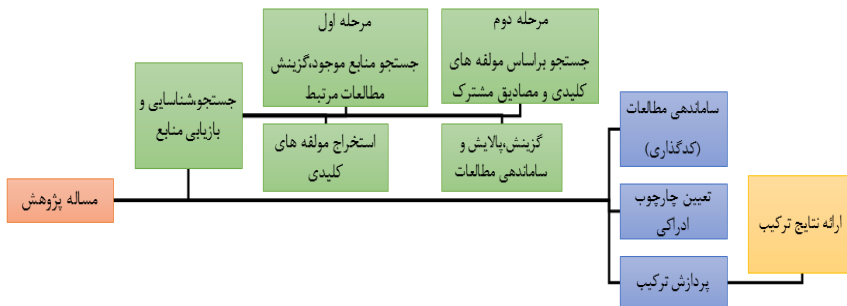 مرحله اول
جستجو منابع موجود،گزینش
مطالعات مرتبط
مرحله دوم
جستجو براساس مولفه های
کلیدی و مصادیق مشترک
جستجو،شناسایی و
بازیابی منابع
استخراج مولفه های
کلیدی
گزینش،پالایش و
ساماندهی مطالعات
مساله پژوهش
ساماندهی مطالعات
(کدگذاری)
تعیین چارچوب
ادراکی
پردازش ترکیب
ارائه نتایج ترکیب